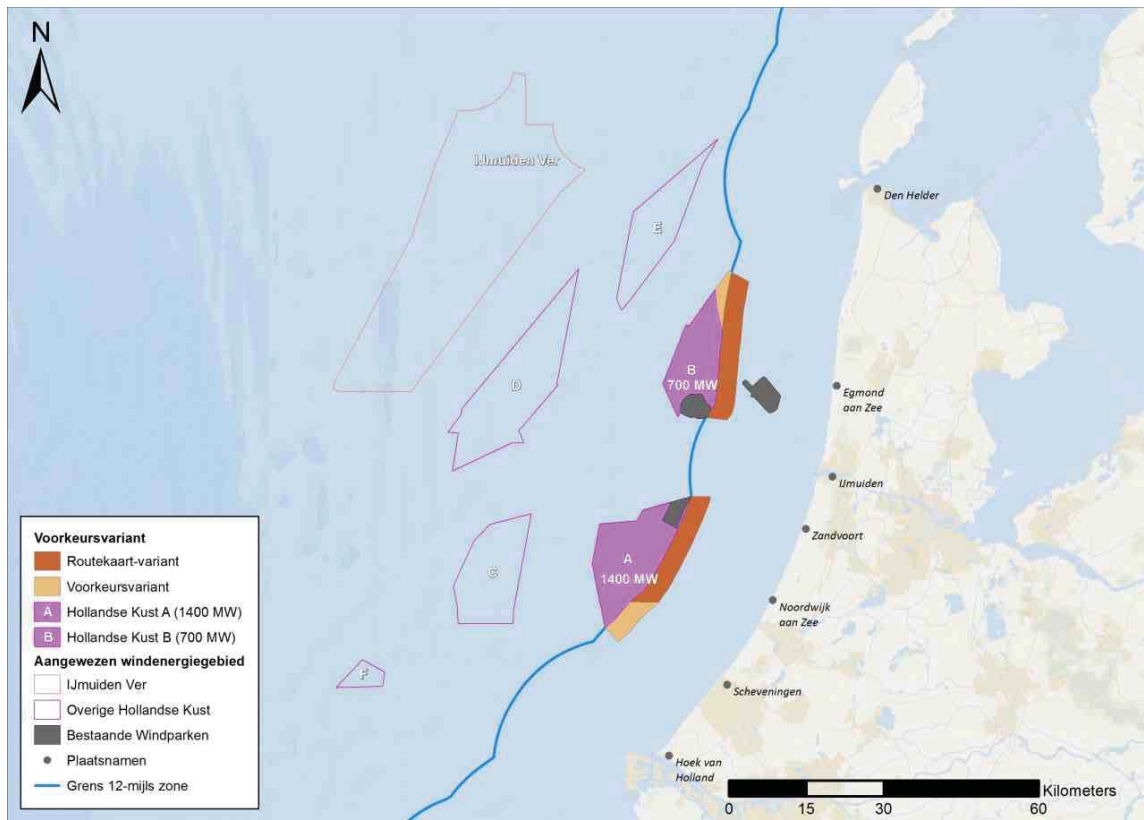 N
IJmuiden Ver
Den Helder
E
D
B
700 MW
Egmond
aan Zee
IJmuiden
Zandvoort
A
1400 MW
C
Noordwijk
aan Zee
F
Scheveningen
Hoek van
Holland
Voorkeursvariant
Routekaart-variant
Voorkeursvariant
A Hollandse Kust A (1400 MW)
B Hollandse Kust B (700 MW)
Aangewezen windenergiegebied
IJmuiden Ver
Overige Hollandse Kust
Bestaande Windparken
Plaatsnamen
Grens 12-mijls zone
Kilometers
0 15 30 60